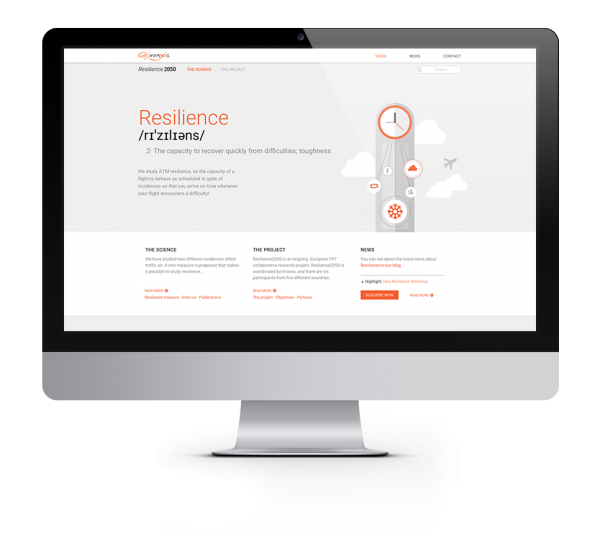 WORK NEWS CONTACT
Resilience 2050 THE SCIENCE THE PROJECT
Search
Resilience
/rɪˈzɪlɪəns/
2· The capacity to recover quickly from difficulties; toughness
We study ATM resilience, as the capacity of a
flight to behave as scheduled in spite of
incidences so that you arrive on time whenever
your flight encounters a difficulty!
THE SCIENCE
We have studied how different incidences affect
traffic air. A new measure is proposed that makes
it possible to study resilience...
READ MORE
Resilience measure · Data set · Publications
THE PROJECT
Resilience2050 is an ongoing European FP7
collaborative research project. Resilience2050 is
coordinated by Innaxis, and there are six
participants from five different countries.
READ MORE
The project · Objectives · Partners
NEWS
You can read about the latest news about
Resilience in our blog.
Highlight: New Resilience Workshop
SUSCRIBE NOW READ MORE